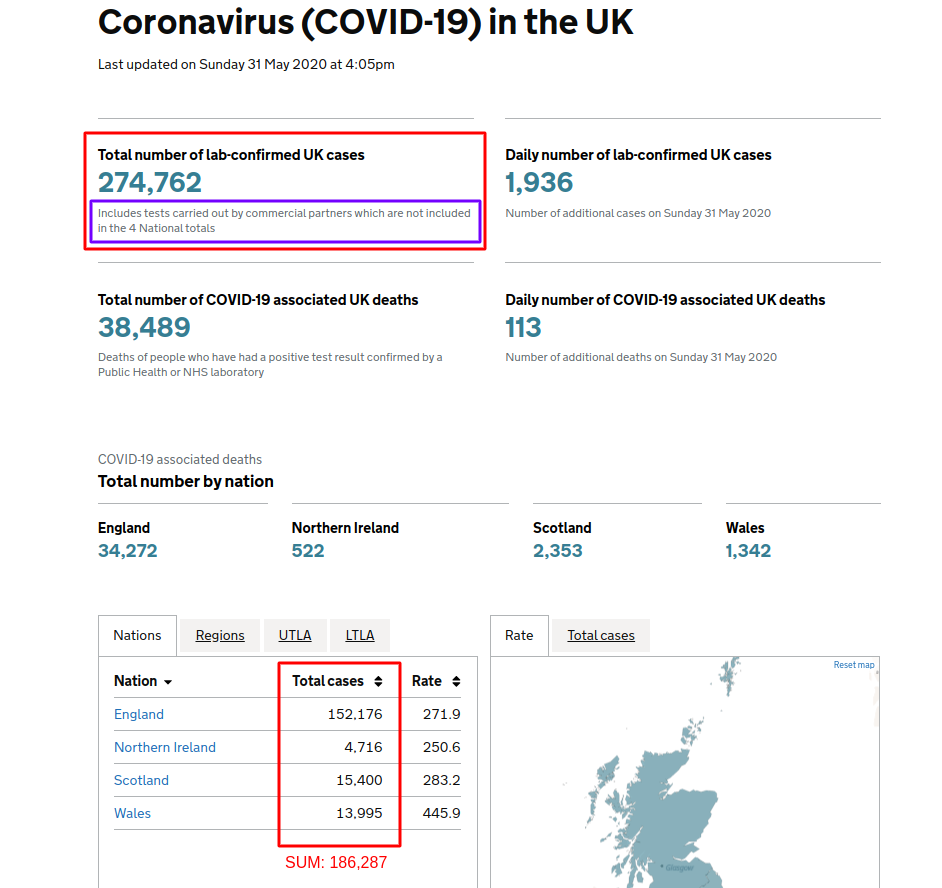 Coronavirus (COVID-19) in the UK
Last updated on Sunday 31 May 2020 at 4:05pm
Total number of lab-confirmed UK cases
274,762
Includes tests carried out by commercial partners which are not included
in the 4 National totals
Daily number of lab-confirmed UK cases
1,936
Number of additional cases on Sunday 31 May 2020
Total number of COVID-19 associated UK deaths
38,489
Deaths of people who have had a positive test result confirmed by a
Public Health or NHS laboratory
Daily number of COVID-19 associated UK deaths
113
Number of additional deaths on Sunday 31 May 2020
COVID-19 associated deaths
Total number by nation
England
34,272
Northern Ireland
522
Scotland
2,353
Wales
1,342
Nations Regions UTLA LTLA
Nation Total cases Rate
England 152,176 271.9
Northern Ireland 4,716 250.6
Scotland 15,400 283.2
Wales 13,995 445.9
SUM: 186,287
Rate Total cases
Reset map
Glasgow